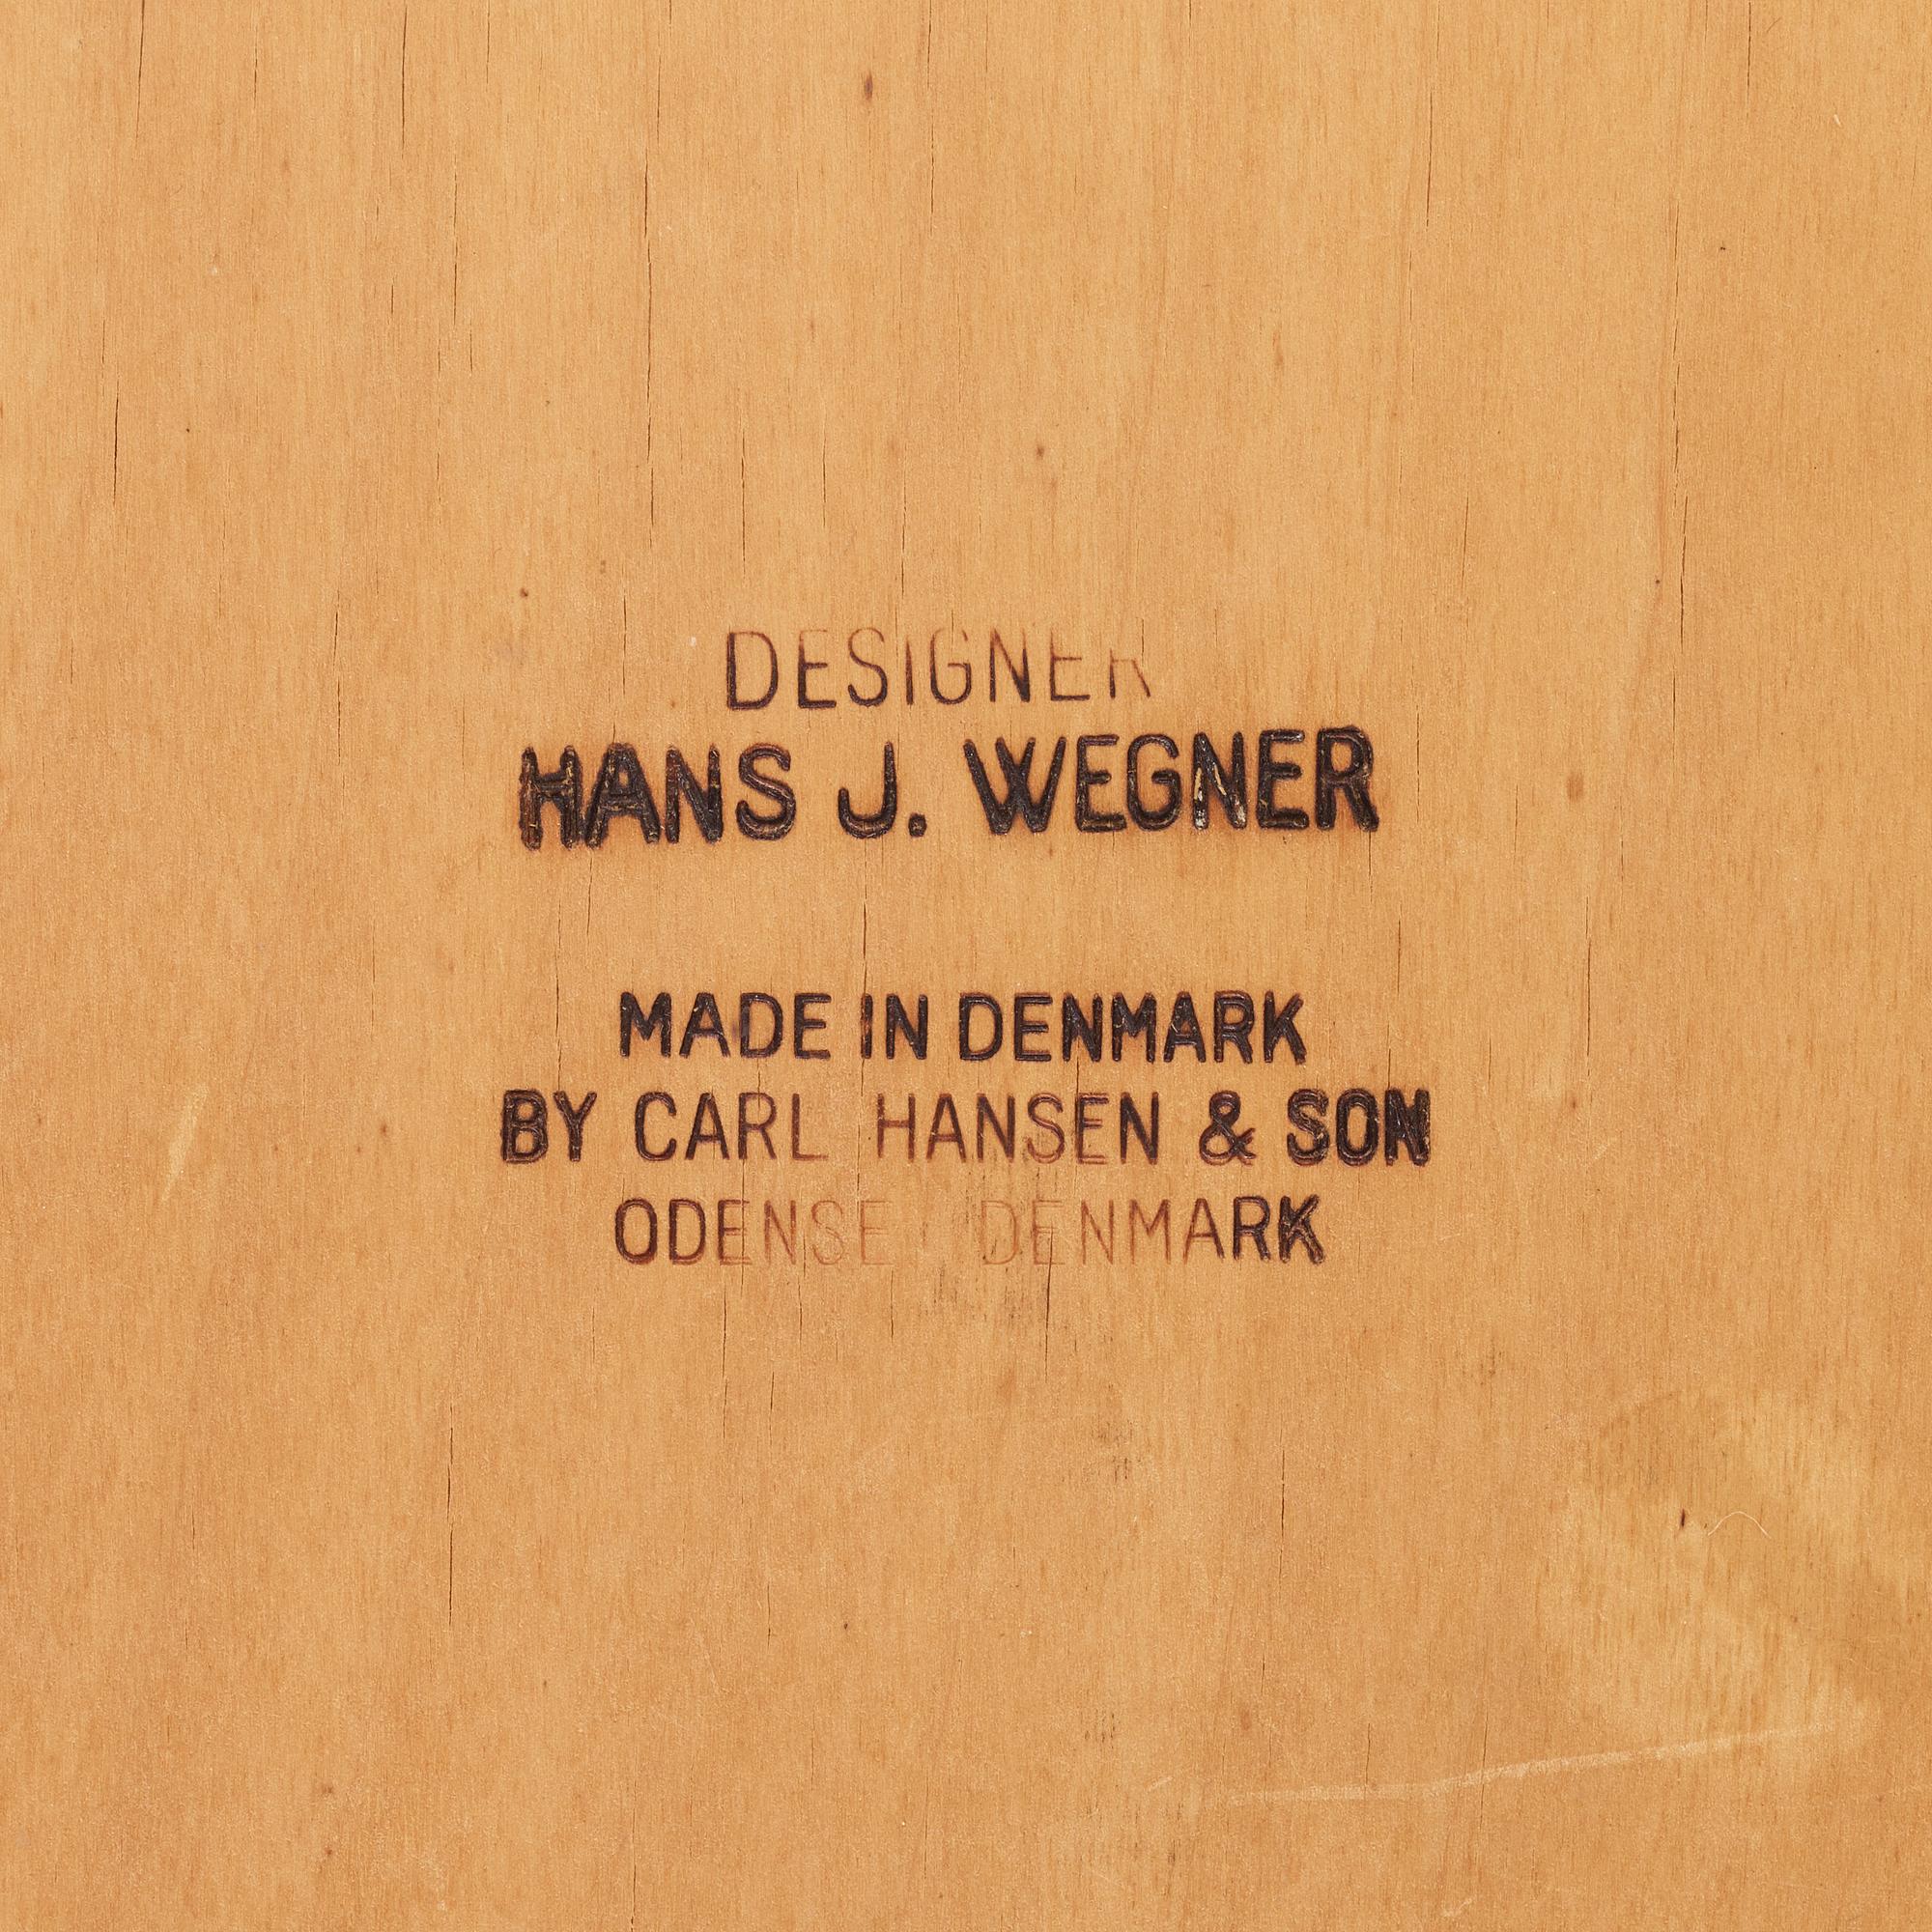 DESIGNER
HANS J. WEGNER
MADE IN DENMARK
BY CARL HANSEN & SON
ODENSE DENMARK